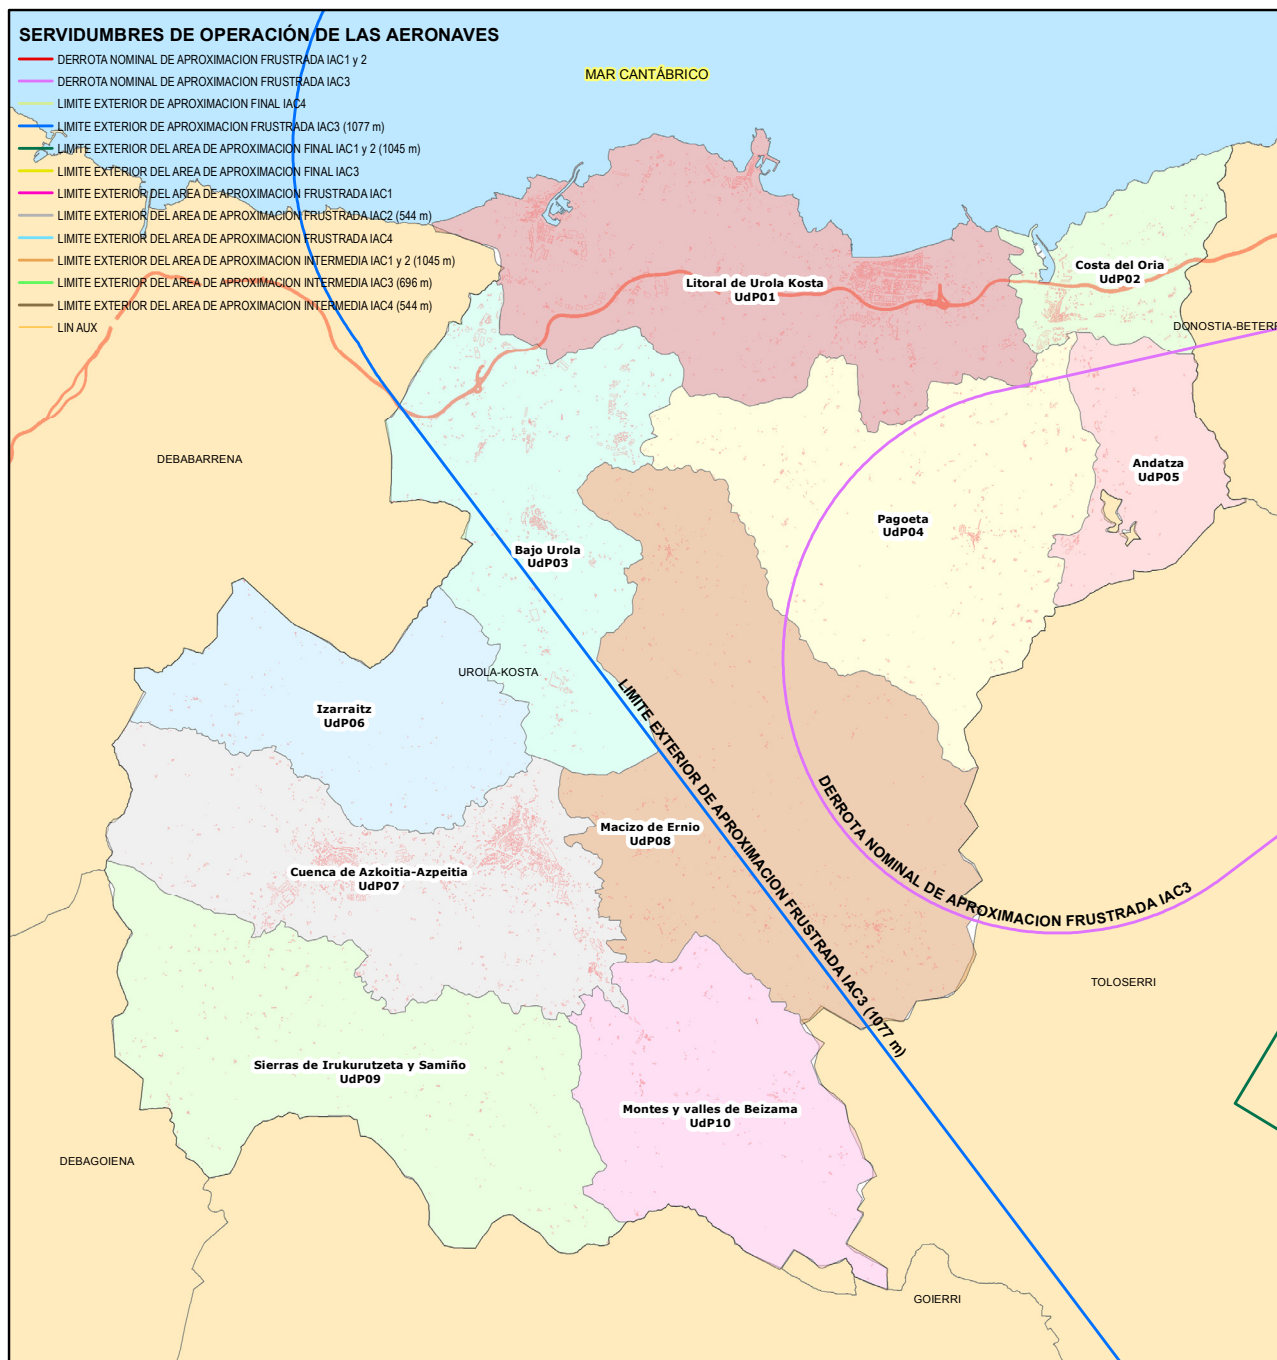 SERVIDUMBRES DE OPERACIÓN DE LAS AERONAVES
DERROTA NOMINAL DE APROXIMACION FRUSTRADA IAC1 y 2
DERROTA NOMINAL DE APROXIMACION FRUSTRADA IAC3
LIMITE EXTERIOR DE APROXIMACION FINAL IAC4
LIMITE EXTERIOR DE APROXIMACION FRUSTRADA IAC3 (1077 m)
LIMITE EXTERIOR DEL AREA DE APROXIMACION FINAL IAC1 y 2 (1045 m)
LIMITE EXTERIOR DEL AREA DE APROXIMACION FINAL IAC3
LIMITE EXTERIOR DEL AREA DE APROXIMACION FRUSTRADA IAC1
LIMITE EXTERIOR DEL AREA DE APROXIMACION FRUSTRADA IAC2 (544 m)
LIMITE EXTERIOR DEL AREA DE APROXIMACION FRUSTRADA IAC4
LIMITE EXTERIOR DEL AREA DE APROXIMACION INTERMEDIA IAC1 y 2 (1045 m)
LIMITE EXTERIOR DEL AREA DE APROXIMACION INTERMEDIA IAC3 (696 m)
LIMITE EXTERIOR DEL AREA DE APROXIMACION INTERMEDIA IAC4 (544 m)
LIN AUX
MAR CANTÁBRICO
Costa del Oria
UdP02
Litoral de Urola Kosta
UdP01
DONOSTIA-BETERR
DEBABARRENA
Andatza
UdP05
Pagoeta
UdP04
Bajo Urola
UdP03
UROLA-KOSTA
Izarraitz
UdP06
LIMITE EXTERIOR DE APROXIMACION FRUSTRADA IAC3 (1077 m)
DERROTA NOMINAL DE APROXIMACION FRUSTRADA IAC3
Macizo de Ernio
UdP08
Cuenca de Azkoitia-Azpeitia
UdP07
TOLOSERRI
Sierras de Irukurutzeta y Samiño
UdP09
Montes y valles de Beizama
UdP10
DEBAGOIENA
GOIERRI